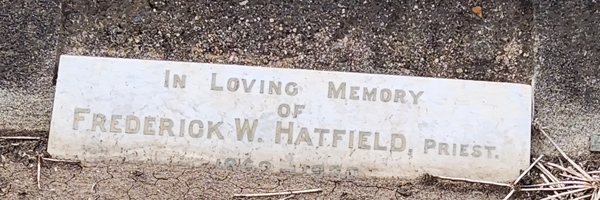 IN LOVING MEMORY
OF
FREDERICK W. HATFIELD, PRIEST.